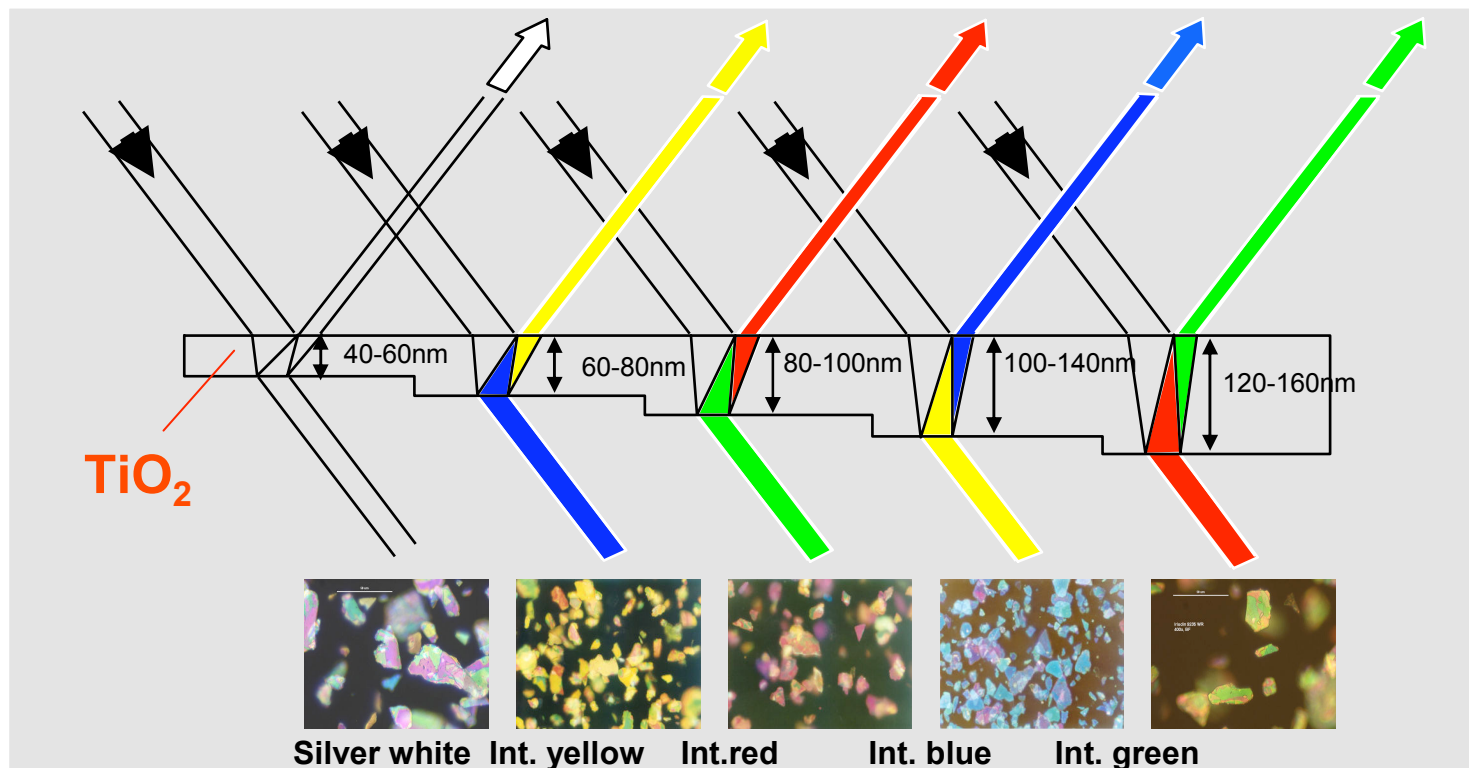 40-60nm
60-80nm
80-100nm
100-140nm
120-160nm
TiO₂
Silver white Int. yellow Int.red Int. blue Int. green